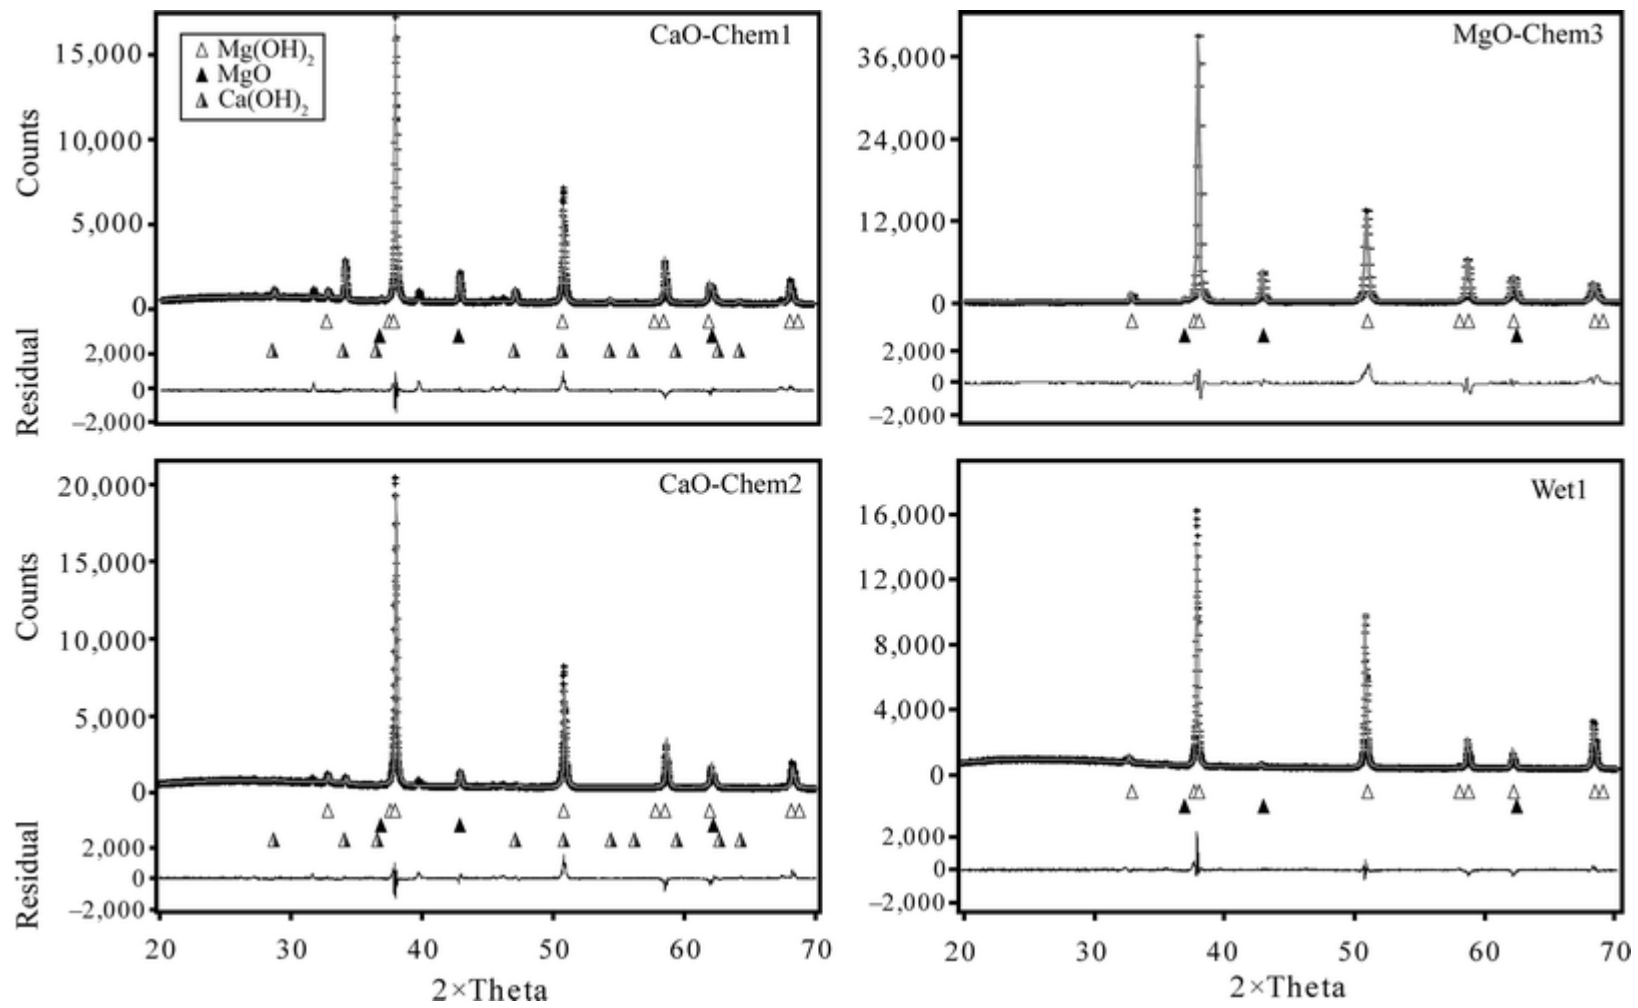 CaO-Chem1
Mg(OH)2
MgO
Ca(OH)2
Counts
15,000
10,000
5,000
0
Residual
2,000
0
–2,000
MgO-Chem3
36,000
24,000
12,000
0
2,000
0
–2,000
CaO-Chem2
Counts
20,000
15,000
10,000
5,000
0
Residual
2,000
0
–2,000
20 30 40 50 60 70
2×Theta
Wet1
16,000
12,000
8,000
4,000
0
2,000
0
–2,000
20 30 40 50 60 70
2×Theta